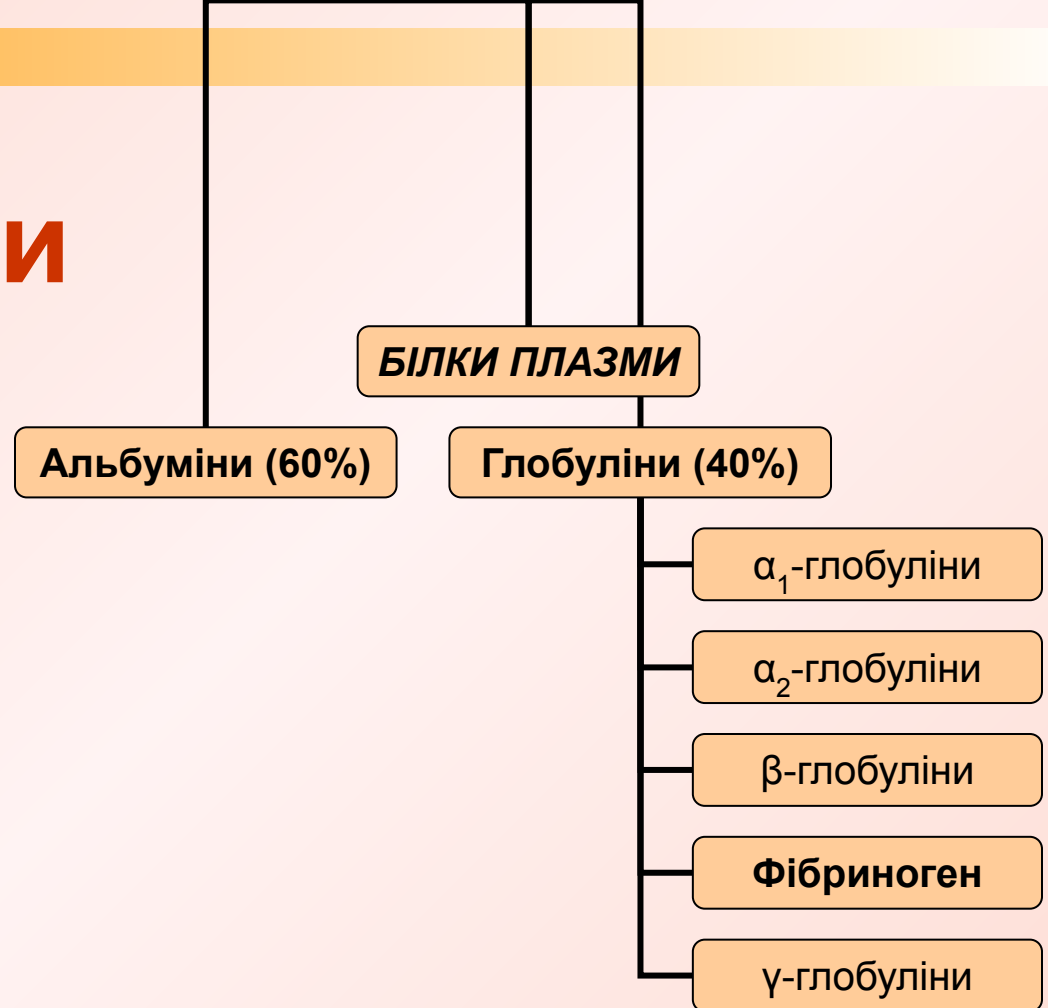 и
БІЛКИ ПЛАЗМИ
Альбуміни (60%)
Глобуліни (40%)
α₁-глобуліни
α₂-глобуліни
β-глобуліни
Фібриноген
γ-глобуліни